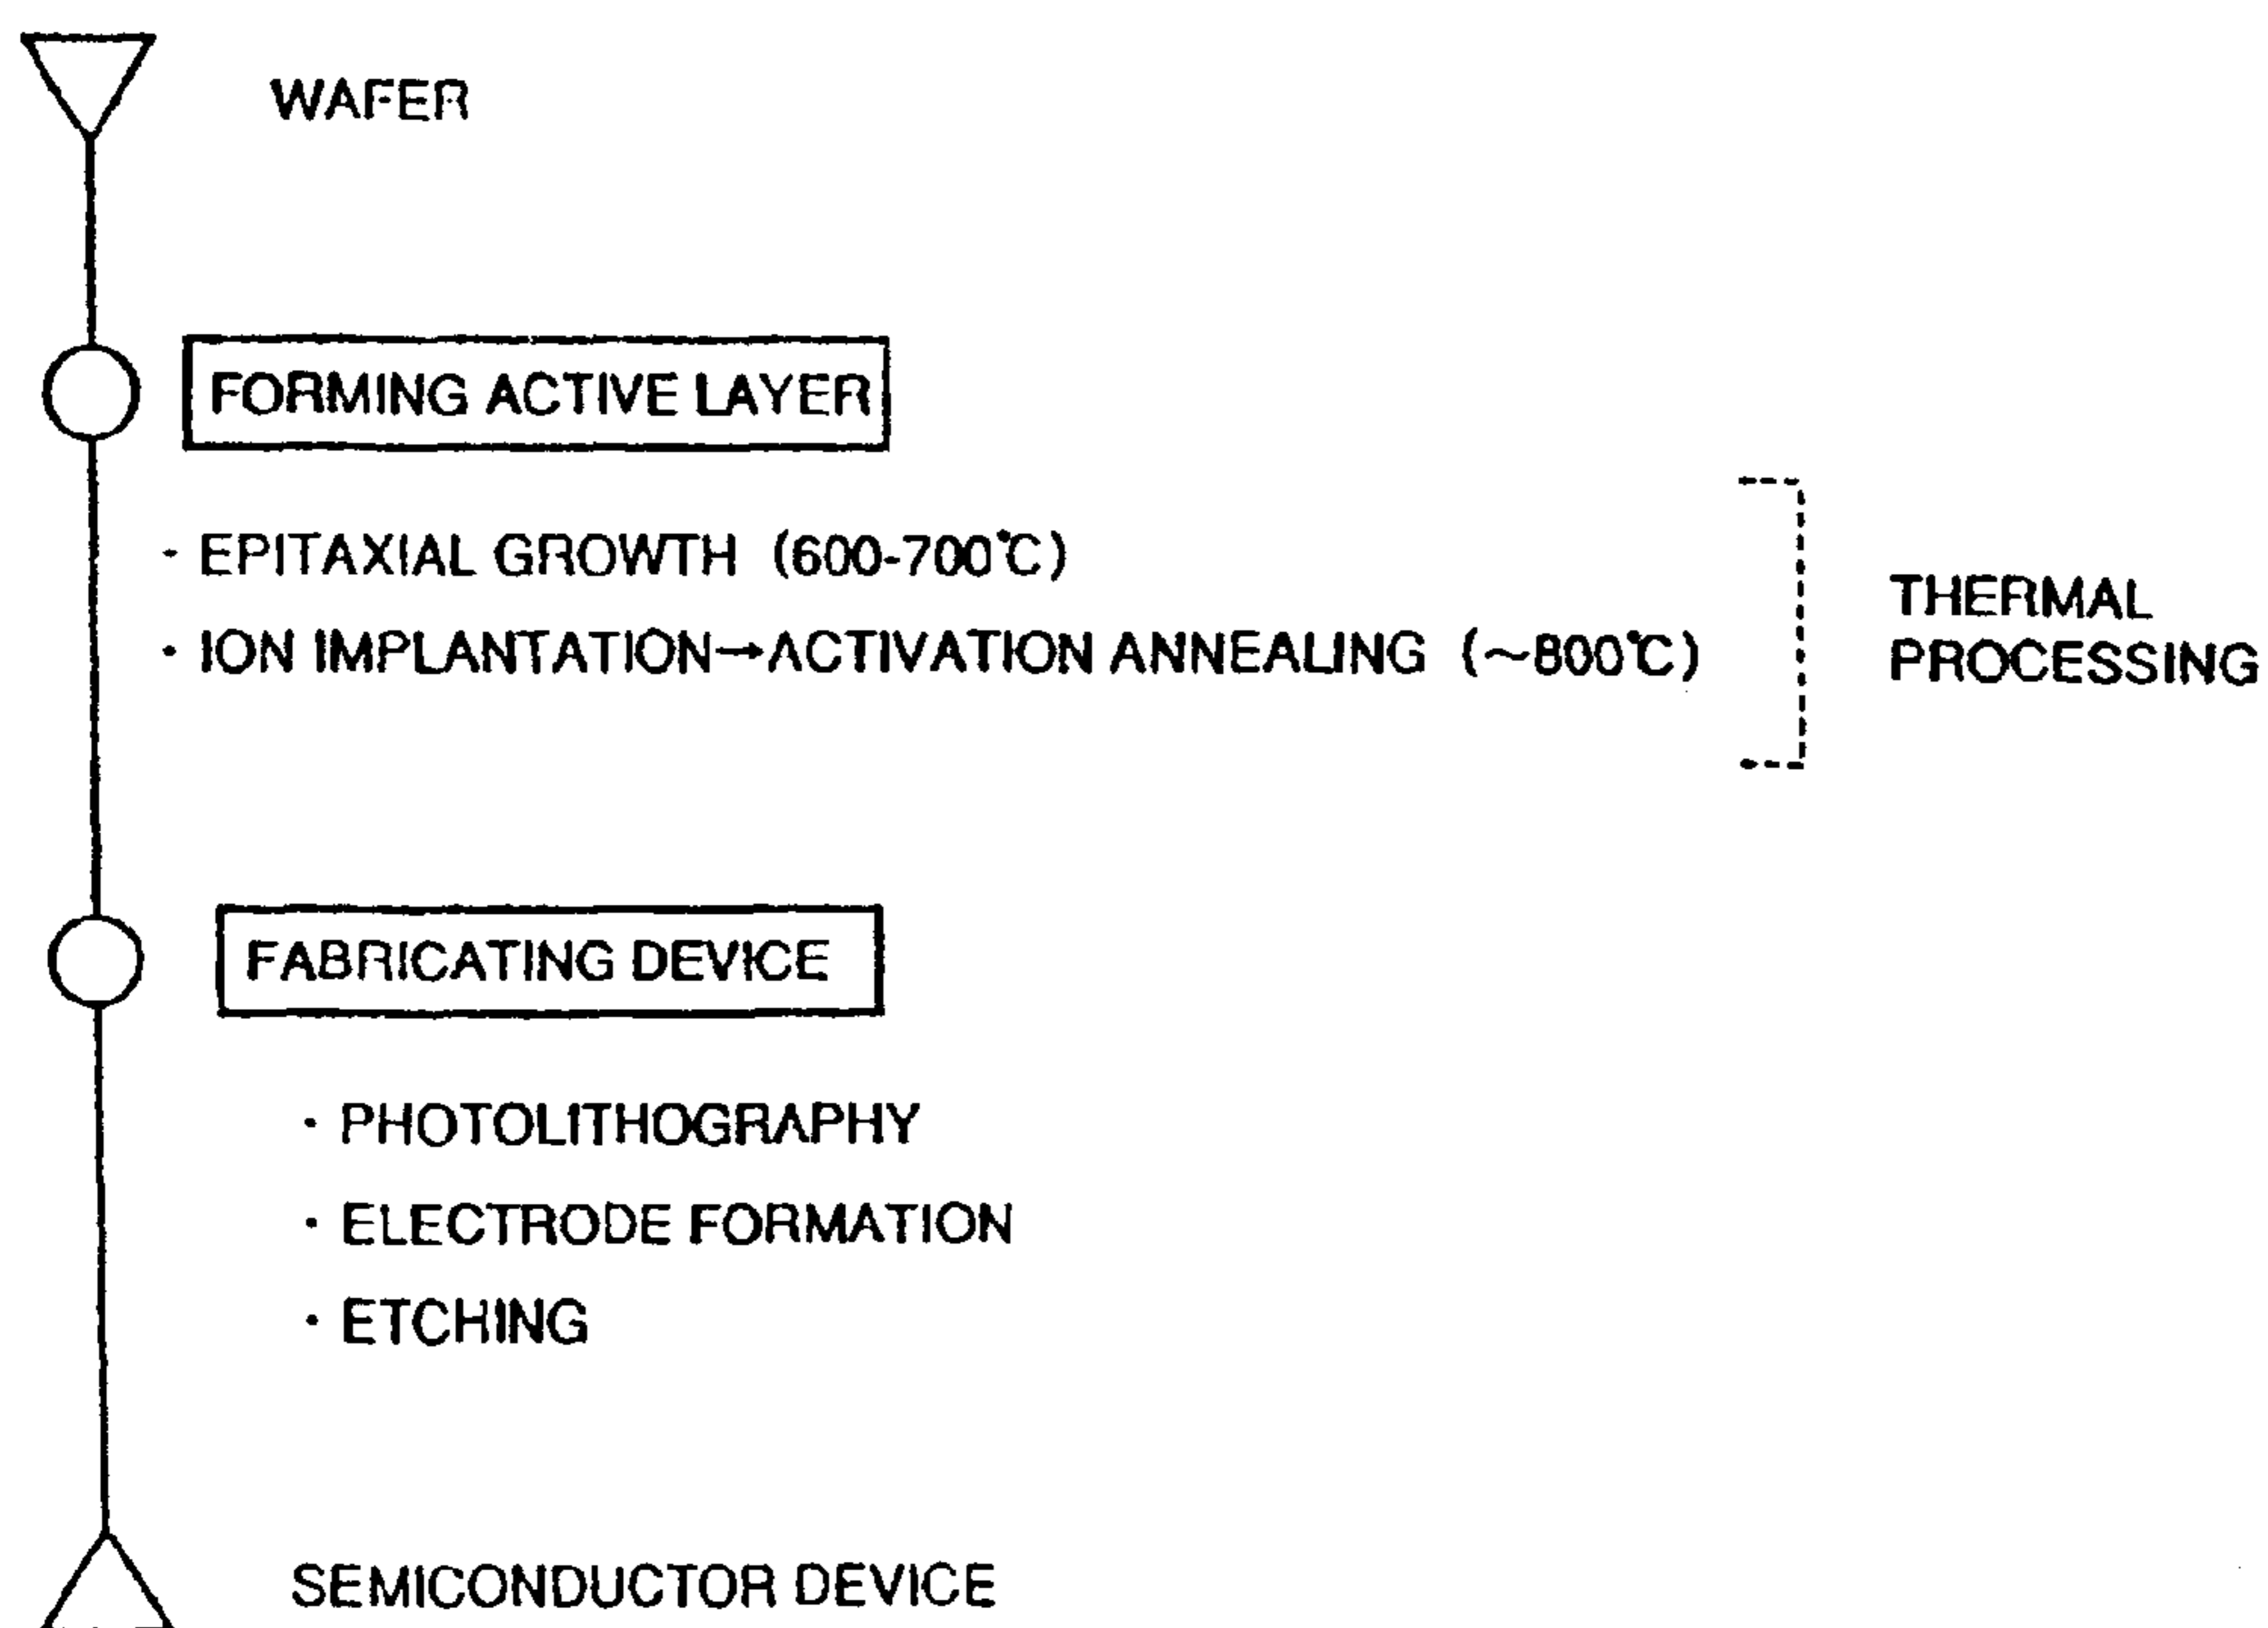 WAFER
FORMING ACTIVE LAYER
· EPITAXIAL GROWTH (600-700℃)
· ION IMPLANTATION→ACTIVATION ANNEALING (~800℃)
THERMAL
PROCESSING
FABRICATING DEVICE
· PHOTOLITHOGRAPHY
· ELECTRODE FORMATION
· ETCHING
SEMICONDUCTOR DEVICE